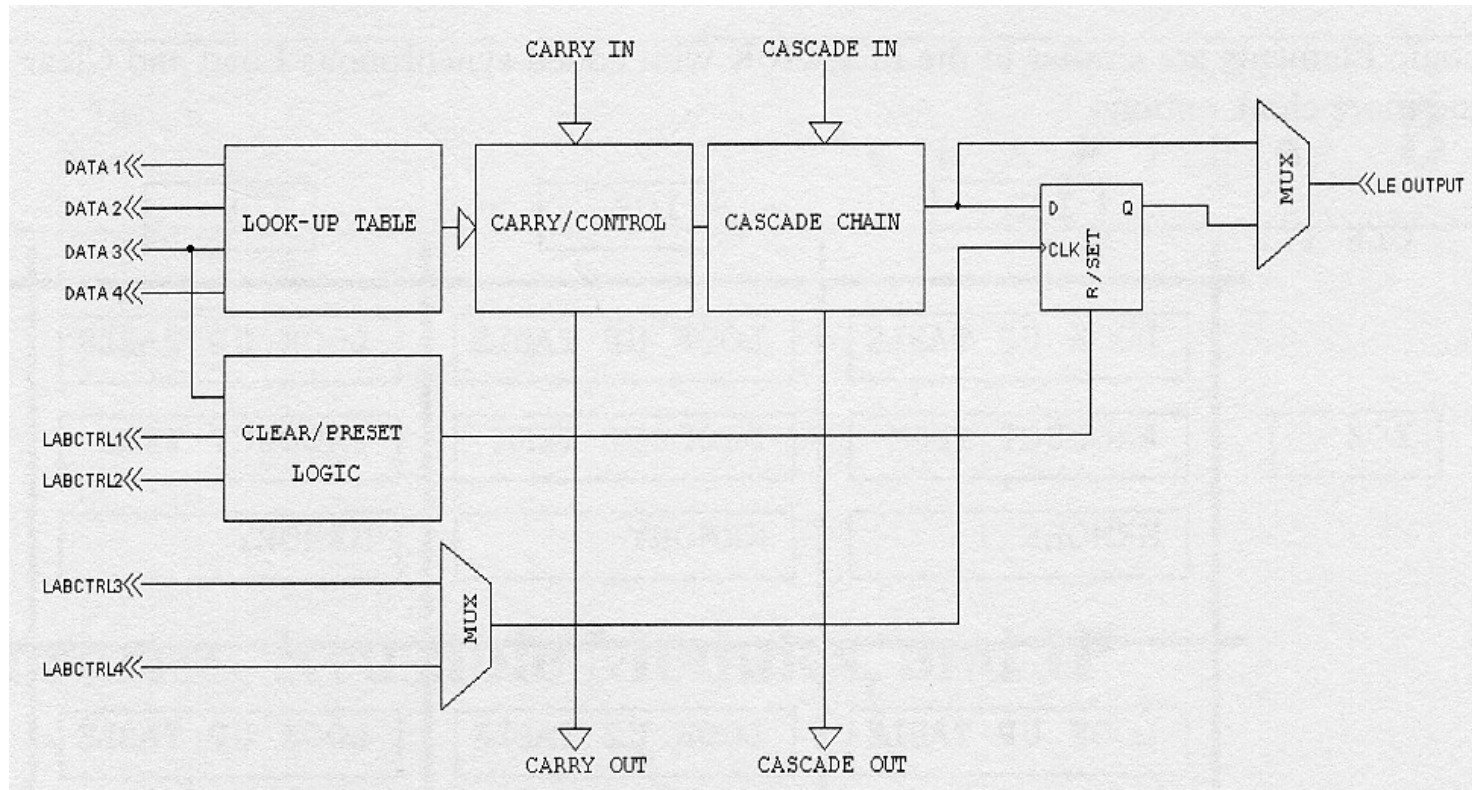 CARRY IN
CASCADE IN
DATA 1
DATA 2
DATA 3
DATA 4
LOOK-UP TABLE
CARRY/CONTROL
CASCADE CHAIN
D
Q
CLK
R/SET
MUX
LE OUTPUT
LABCTRL1
LABCTRL2
CLEAR/PRESET
LOGIC
LABCTRL3
LABCTRL4
MUX
CARRY OUT
CASCADE OUT